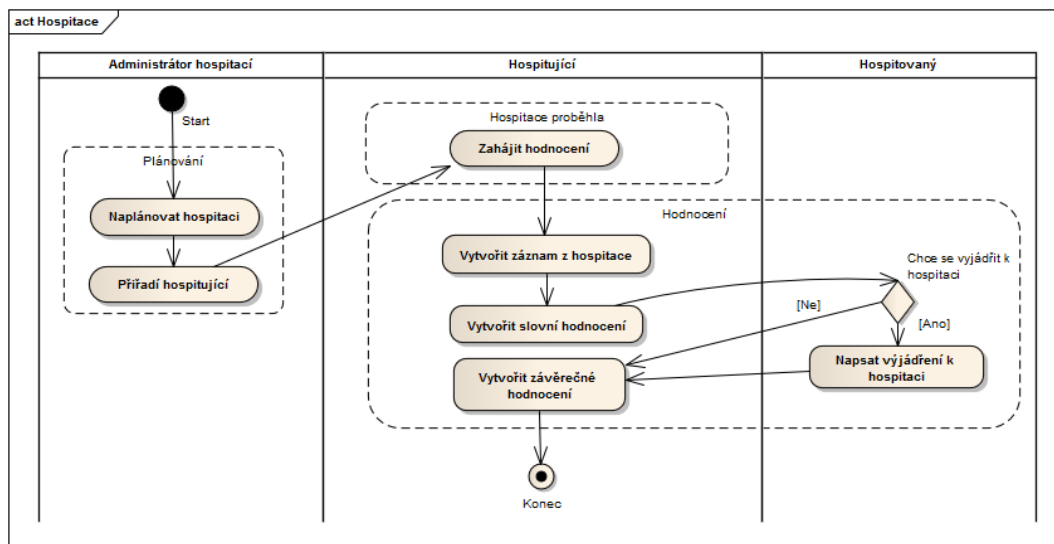 act Hospitace
Administrátor hospitací
Hospitující
Hospitovaný
Start
Plánování
Naplánovat hospitaci
Přiřadí hospitující
Hospitace proběhla
Zahájit hodnocení
Hodnocení
Vytvořit záznam z hospitace
Vytvořit slovní hodnocení
Chce se vyjádřit k
hospitaci
[Ne]
[Ano]
Napsat výjádření k
hospitaci
Vytvořit závěrečné
hodnocení
Konec